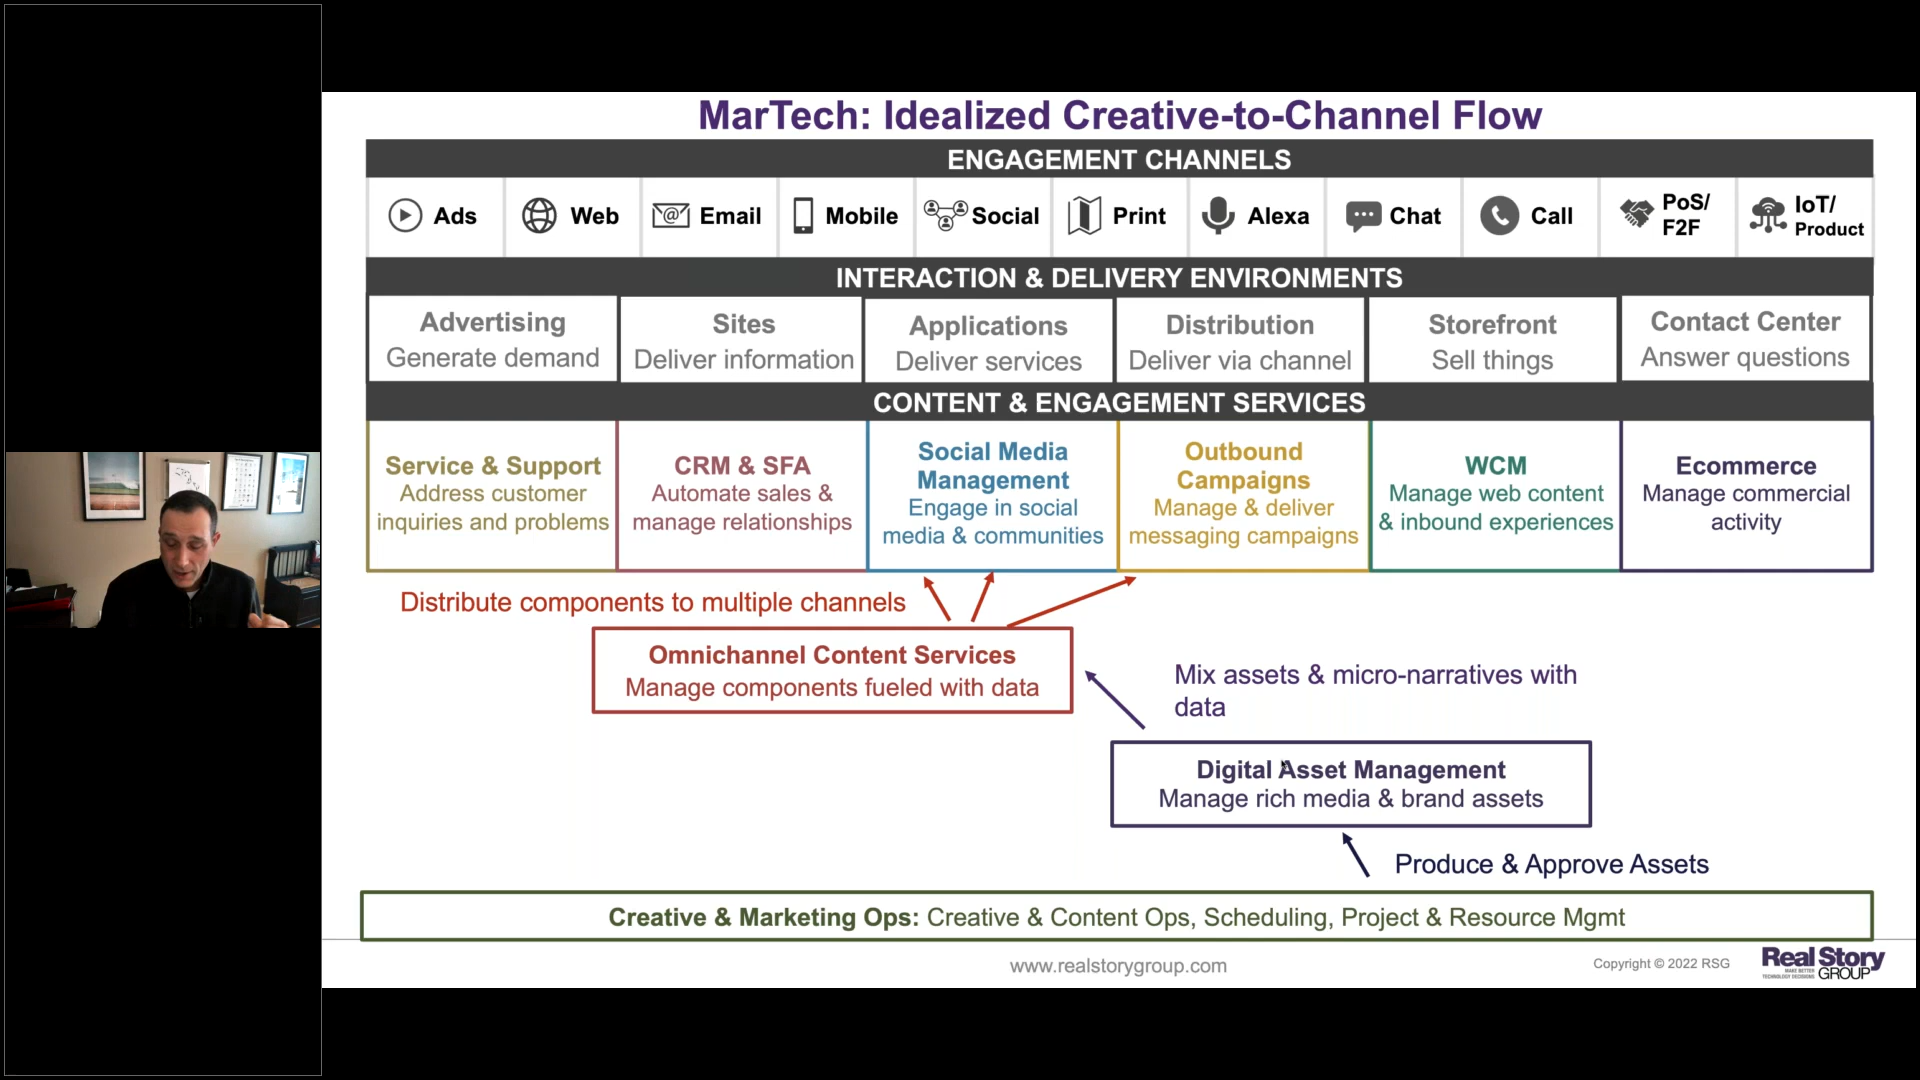 MarTech: Idealized Creative-to-Channel Flow
ENGAGEMENT CHANNELS
Ads
Web
Email
Mobile
Social
Print
Alexa
Chat
Call
PoS/
F2F
IoT/
Product
INTERACTION & DELIVERY ENVIRONMENTS
Advertising
Generate demand
Sites
Deliver information
Applications
Deliver services
Distribution
Deliver via channel
Storefront
Sell things
Contact Center
Answer questions
CONTENT & ENGAGEMENT SERVICES
Service & Support
Address customer
inquiries and problems
CRM & SFA
Automate sales &
manage relationships
Social Media
Management
Engage in social
media & communities
Outbound
Campaigns
Manage & deliver
messaging campaigns
WCM
Manage web content
& inbound experiences
Ecommerce
Manage commercial
activity
Distribute components to multiple channels
Omnichannel Content Services
Manage components fueled with data
Mix assets & micro-narratives with
data
Digital Asset Management
Manage rich media & brand assets
Produce & Approve Assets
Creative & Marketing Ops: Creative & Content Ops, Scheduling, Project & Resource Mgmt
www.realstorygroup.com
Copyright © 2022 RSG
Real Story
MAKE BETTER
TECHNOLOGY DECISIONS
GROUP